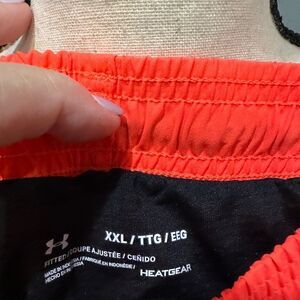 XXL / TTG / EEG
FITTED / COUPE AJUSTÉE / CEÑIDO
MADE IN INDONESIA / FABRIQUÉ EN INDONÉSIE /
HECHO EN INDONESIA
HEATGEAR